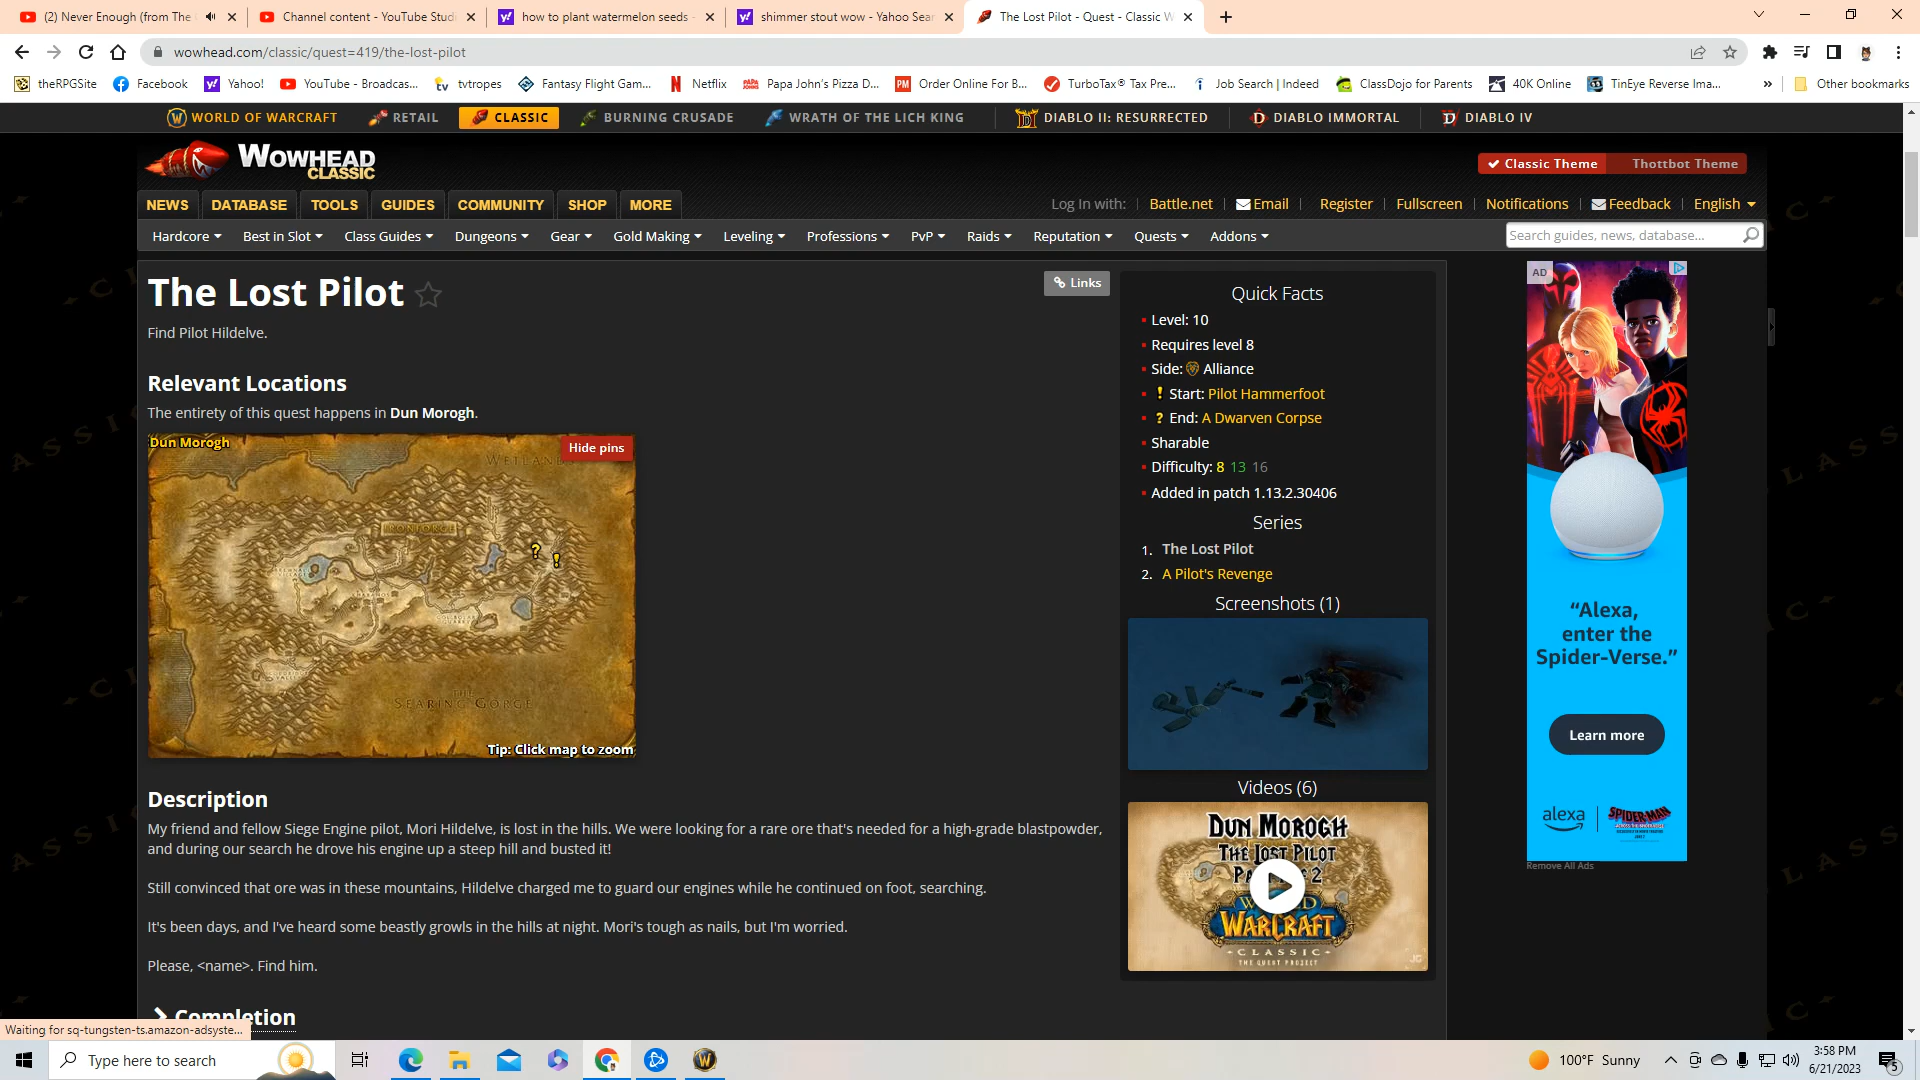 (2) Never Enough (from The
Channel content - YouTube Studi
how to plant watermelon seeds -
shimmer stout wow - Yahoo Sear
The Lost Pilot - Quest - Classic W
wowhead.com/classic/quest=419/the-lost-pilot
theRPGSite
Facebook
Yahoo!
YouTube - Broadcas...
tvtropes
Fantasy Flight Gam...
Netflix
Papa John's Pizza D...
Order Online For B...
TurboTax® Tax Pre...
Job Search | Indeed
ClassDojo for Parents
40K Online
TinEye Reverse Ima...
Other bookmarks
WORLD OF WARCRAFT
RETAIL
CLASSIC
BURNING CRUSADE
WRATH OF THE LICH KING
DIABLO II: RESURRECTED
DIABLO IMMORTAL
DIABLO IV
WOWHEAD
CLASSIC
Classic Theme
Thottbot Theme
NEWS
DATABASE
TOOLS
GUIDES
COMMUNITY
SHOP
MORE
Log In with:
Battle.net
Email
Register
Fullscreen
Notifications
Feedback
English
Hardcore
Best in Slot
Class Guides
Dungeons
Gear
Gold Making
Leveling
Professions
PvP
Raids
Reputation
Quests
Addons
Search guides, news, database...
The Lost Pilot
Links
Find Pilot Hildelve.
Relevant Locations
The entirety of this quest happens in Dun Morogh.
Dun Morogh
Hide pins
WETLAND
IRONFORGE
THE
SEARING GORGE
Tip: Click map to zoom
Description
My friend and fellow Siege Engine pilot, Mori Hildelve, is lost in the hills. We were looking for a rare ore that's needed for a high-grade blastpowder,
and during our search he drove his engine up a steep hill and busted it!
Still convinced that ore was in these mountains, Hildelve charged me to guard our engines while he continued on foot, searching.
It's been days, and I've heard some beastly growls in the hills at night. Mori's tough as nails, but I'm worried.
Please, <name>. Find him.
Completion
Quick Facts
Level: 10
Requires level 8
Side: Alliance
Start: Pilot Hammerfoot
End: A Dwarven Corpse
Sharable
Difficulty: 8 13 16
Added in patch 1.13.2.30406
Series
1. The Lost Pilot
2. A Pilot's Revenge
Screenshots (1)
Videos (6)
DUN MOROGH
THE LOST PILOT
2
WORLD
WARCRAFT
CLASSIC
THE QUEST PROJECT
JG
AD
“Alexa,
enter the
Spider-Verse.”
Learn more
alexa
SPIDER-MAN
Remove All Ads
Waiting for sq-tungsten-ts.amazon-adsyste...
Type here to search
100°F Sunny
3:58 PM
6/21/2023
5